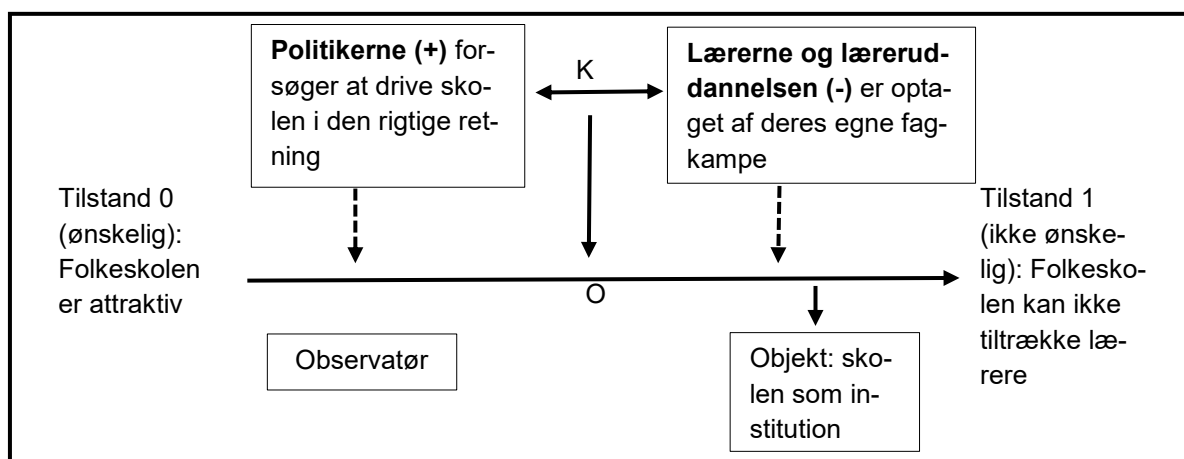 Politikerne (+) for-
søger at drive sko-
len i den rigtige ret-
ning
K
Lærerne og lærerud-
dannelsen (-) er opta-
get af deres egne fag-
kampe
Tilstand 0
(ønskelig):
Folkeskolen
er attraktiv
Tilstand 1
(ikke ønske-
lig): Folkesko-
len kan ikke
tiltrække læ-
rere
O
Observatør
Objekt: sko-
len som in-
stitution